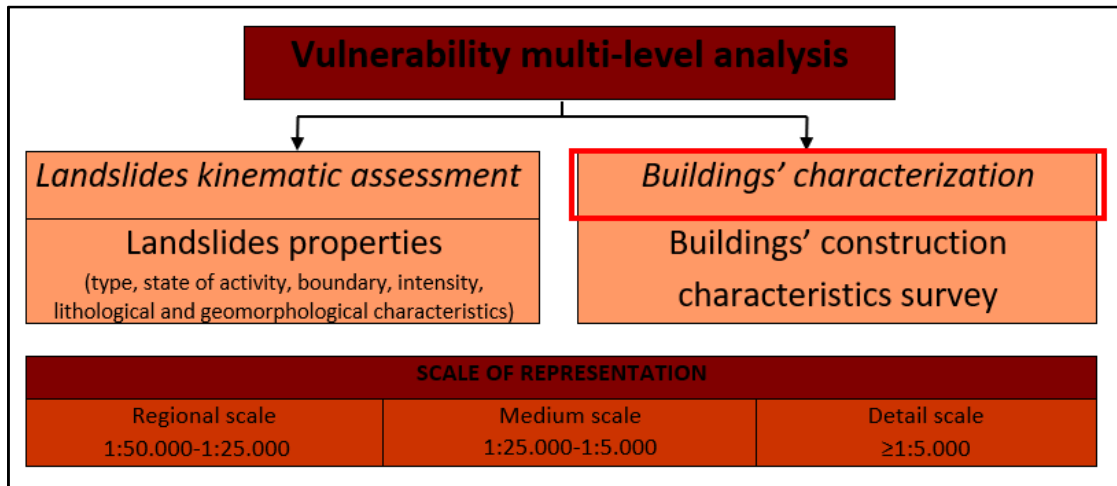 Vulnerability multi-level analysis
Landslides kinematic assessment
Buildings’ characterization
Landslides properties
(type, state of activity, boundary, intensity,
lithological and geomorphological characteristics)
Buildings’ construction
characteristics survey
SCALE OF REPRESENTATION
Regional scale
1:50.000-1:25.000
Medium scale
1:25.000-1:5.000
Detail scale
≥1:5.000